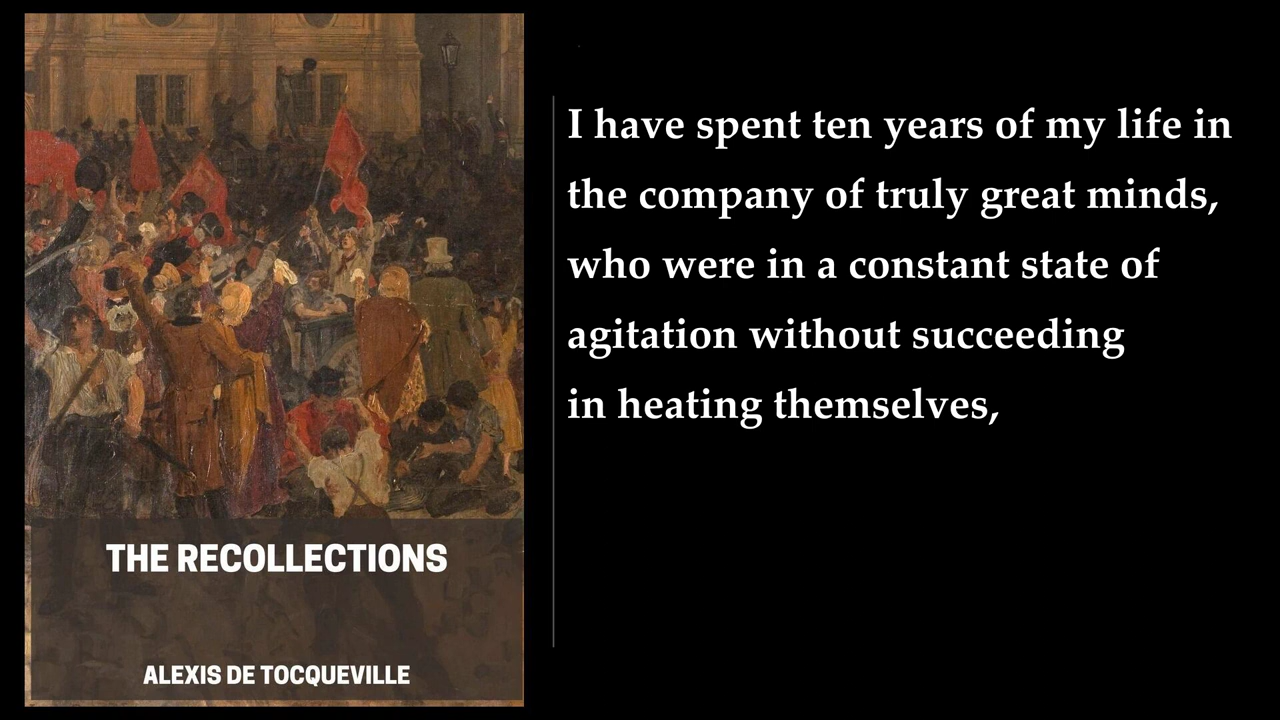 THE RECOLLECTIONS
ALEXIS DE TOCQUEVILLE
I have spent ten years of my life in
the company of truly great minds,
who were in a constant state of
agitation without succeeding
in heating themselves,